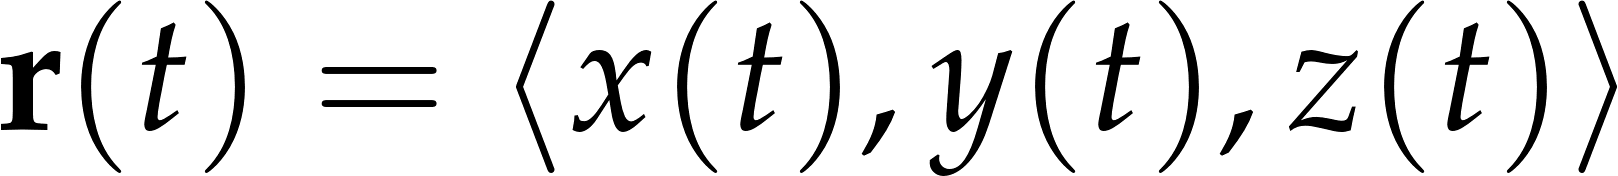 r(t) = ⟨x(t), y(t), z(t)⟩